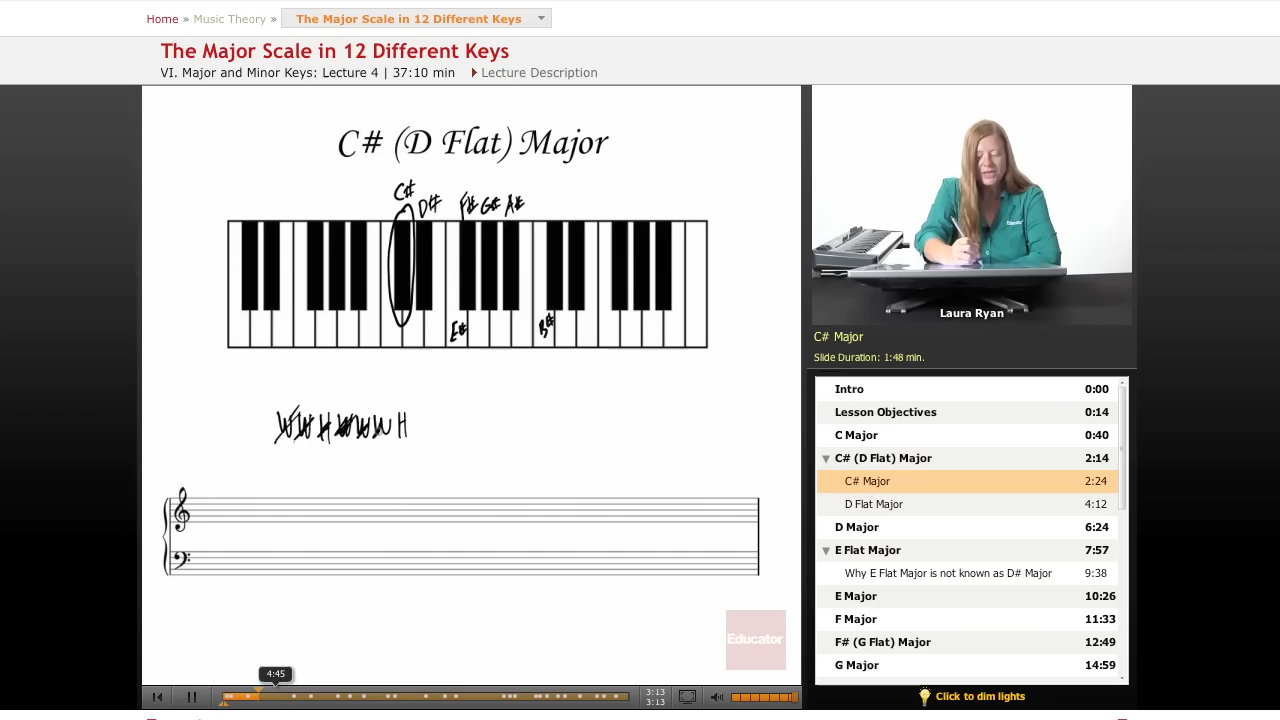 Home » Music Theory » The Major Scale in 12 Different Keys
The Major Scale in 12 Different Keys
VI. Major and Minor Keys: Lecture 4 | 37:10 min Lecture Description
C# (D Flat) Major
C#
D# F# G# A#
E# B#
W W H W W W H
Educator
4:45
3:13
3:13
Laura Ryan
C# Major
Slide Duration: 1:48 min.
Intro 0:00
Lesson Objectives 0:14
C Major 0:40
C# (D Flat) Major 2:14
C# Major 2:24
D Flat Major 4:12
D Major 6:24
E Flat Major 7:57
Why E Flat Major is not known as D# Major 9:38
E Major 10:26
F Major 11:33
F# (G Flat) Major 12:49
G Major 14:59
Click to dim lights